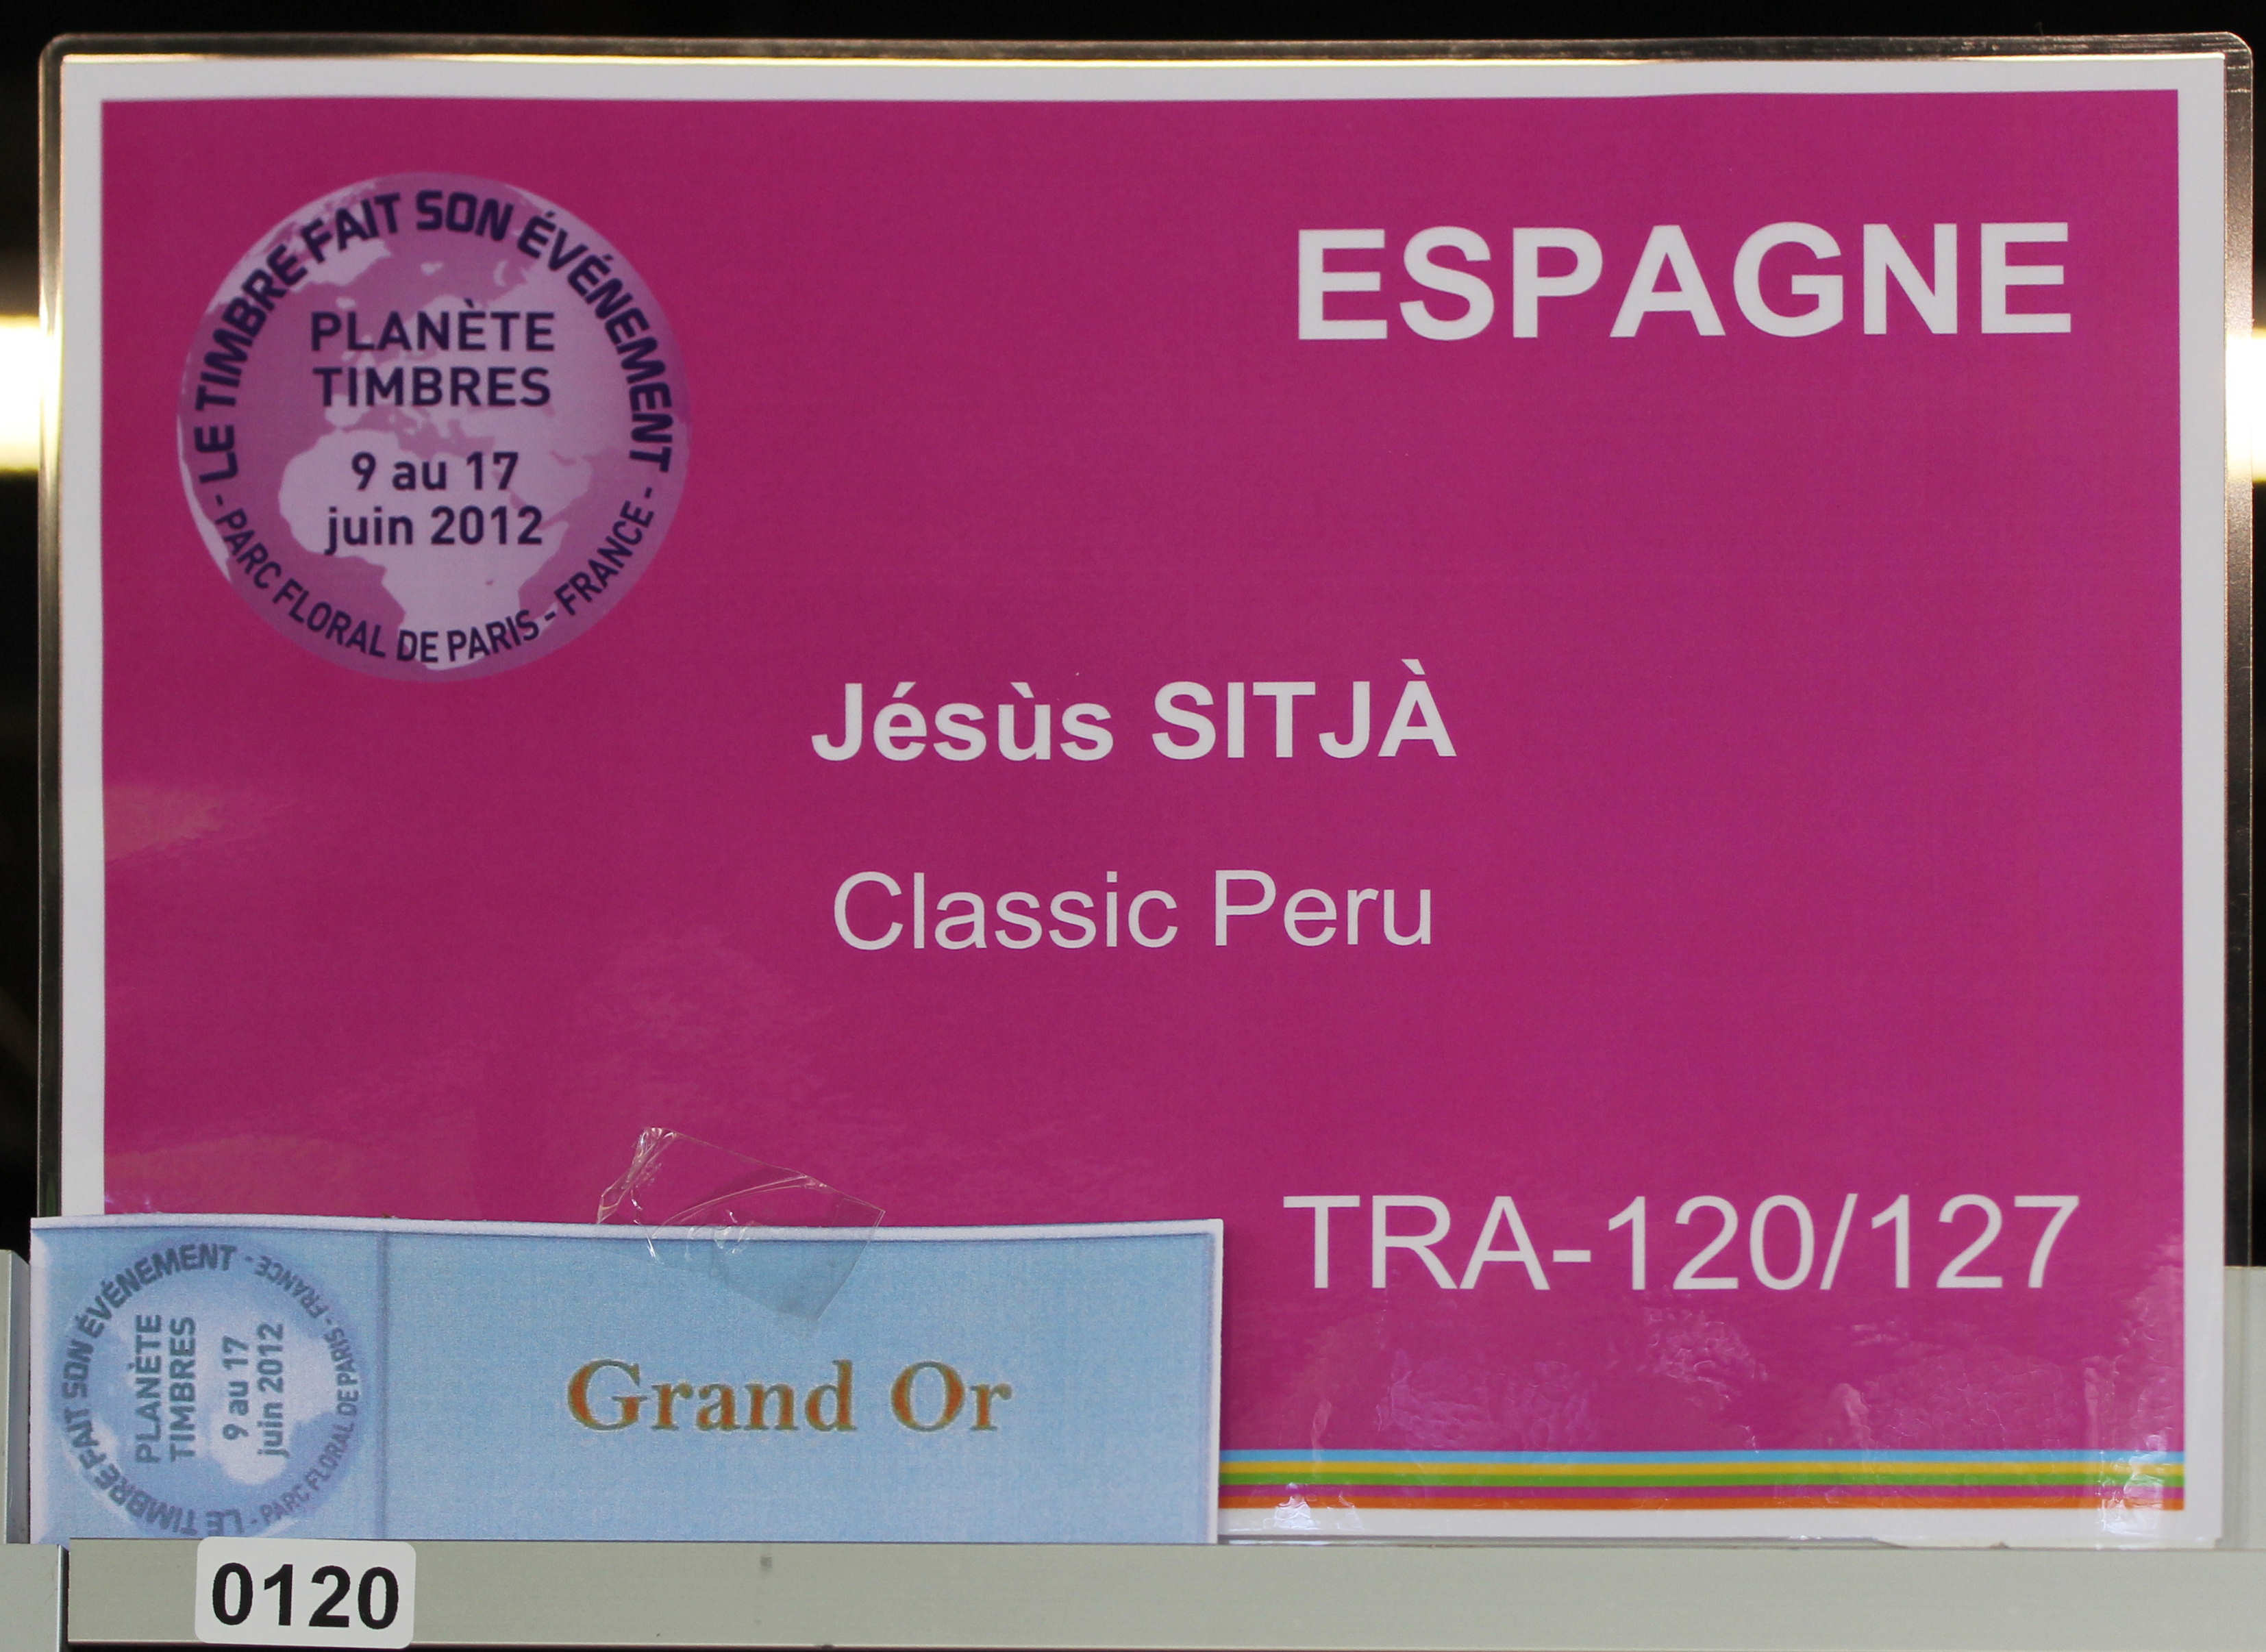 - LE TIMBRE FAIT SON ÉVÉNEMENT -
PLANÈTE
TIMBRES
9 au 17
juin 2012
PARC FLORAL DE PARIS - FRANCE
ESPAGNE
Jésùs SITJÀ
Classic Peru
TRA-120/127
LE TIMBRE FAIT SON ÉVÉNEMENT -
PLANÈTE
TIMBRES
9 au 17
juin 2012
- PARC FLORAL DE PARIS - FRANCE
Grand Or
0120